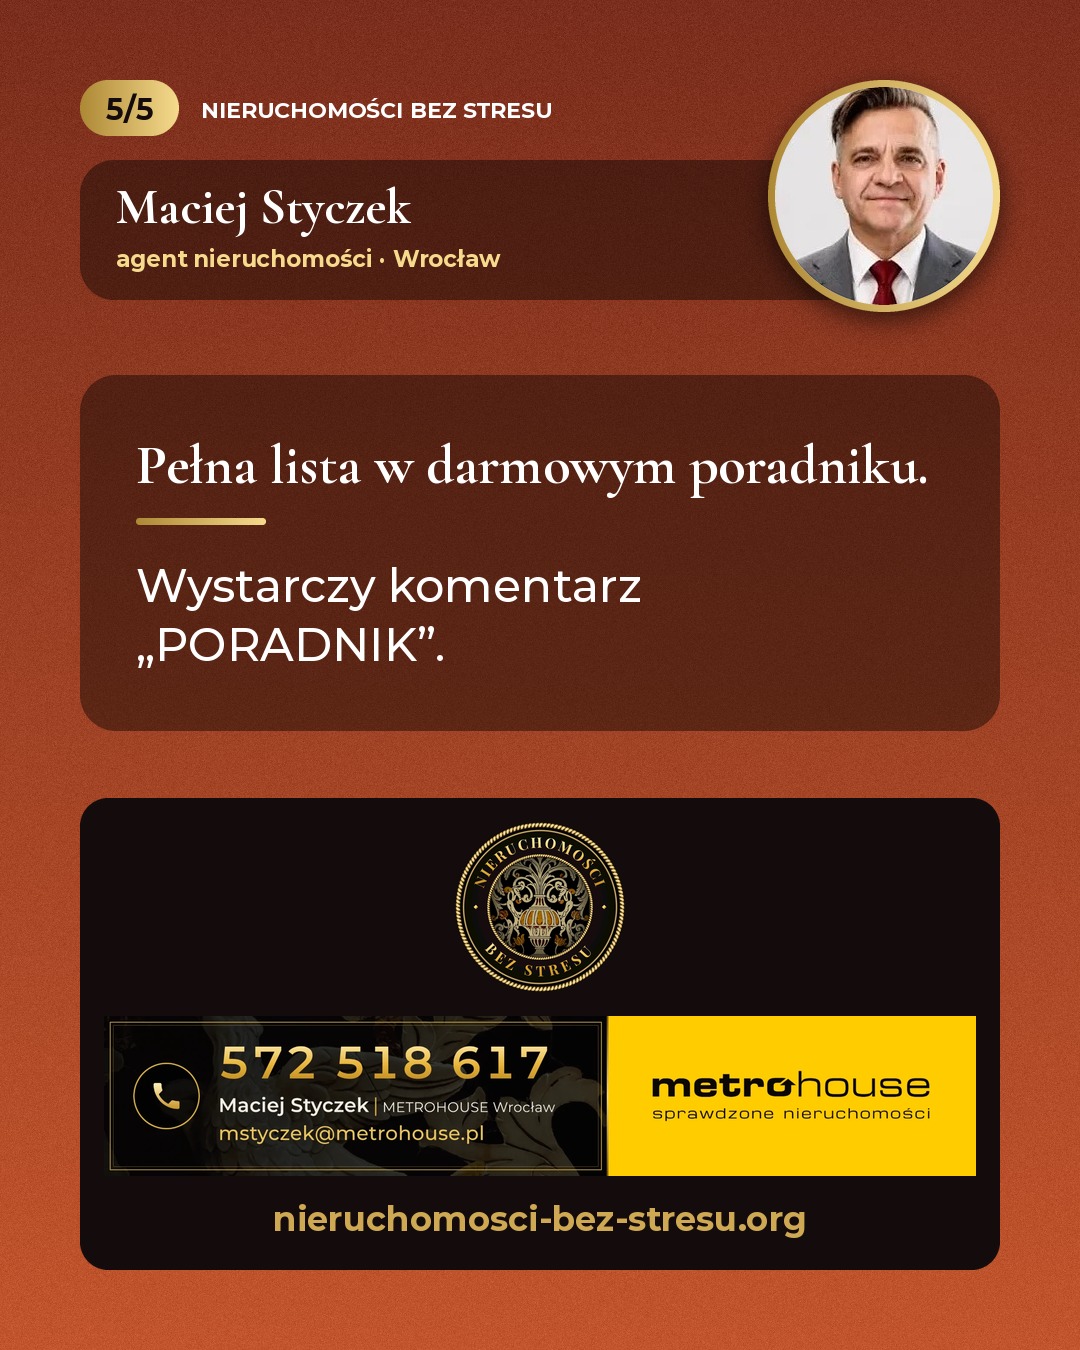 5/5
NIERUCHOMOŚCI BEZ STRESU
Maciej Styczek
agent nieruchomości · Wrocław
Pełna lista w darmowym poradniku.
Wystarczy komentarz
„PORADNIK”.
NIERUCHOMOŚCI
BEZ STRESU
572 518 617
Maciej Styczek | METROHOUSE Wrocław
mstyczek@metrohouse.pl
metrohouse
sprawdzone nieruchomości
nieruchomosci-bez-stresu.org